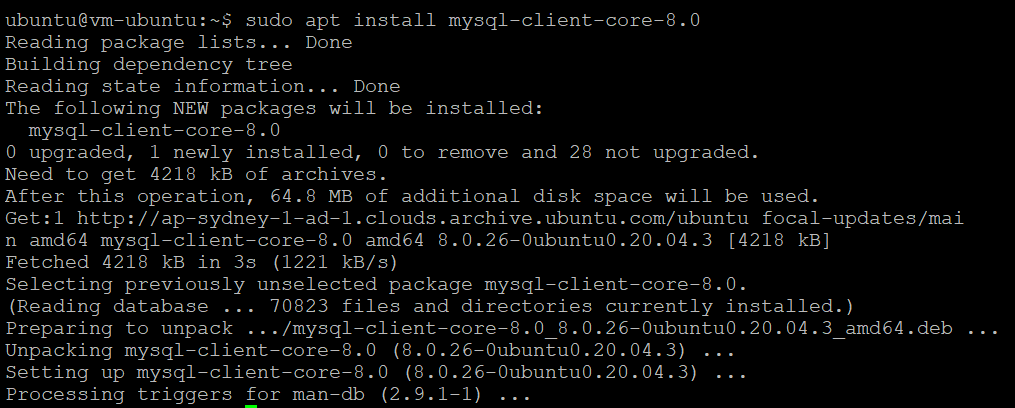 ubuntu@vm-ubuntu:~$ sudo apt install mysql-client-core-8.0
Reading package lists... Done
Building dependency tree
Reading state information... Done
The following NEW packages will be installed:
  mysql-client-core-8.0
0 upgraded, 1 newly installed, 0 to remove and 28 not upgraded.
Need to get 4218 kB of archives.
After this operation, 64.8 MB of additional disk space will be used.
Get:1 http://ap-sydney-1-ad-1.clouds.archive.ubuntu.com/ubuntu focal-updates/mai
n amd64 mysql-client-core-8.0 amd64 8.0.26-0ubuntu0.20.04.3 [4218 kB]
Fetched 4218 kB in 3s (1221 kB/s)
Selecting previously unselected package mysql-client-core-8.0.
(Reading database ... 70823 files and directories currently installed.)
Preparing to unpack .../mysql-client-core-8.0_8.0.26-0ubuntu0.20.04.3_amd64.deb ...
Unpacking mysql-client-core-8.0 (8.0.26-0ubuntu0.20.04.3) ...
Setting up mysql-client-core-8.0 (8.0.26-0ubuntu0.20.04.3) ...
Processing triggers for man-db (2.9.1-1) ...